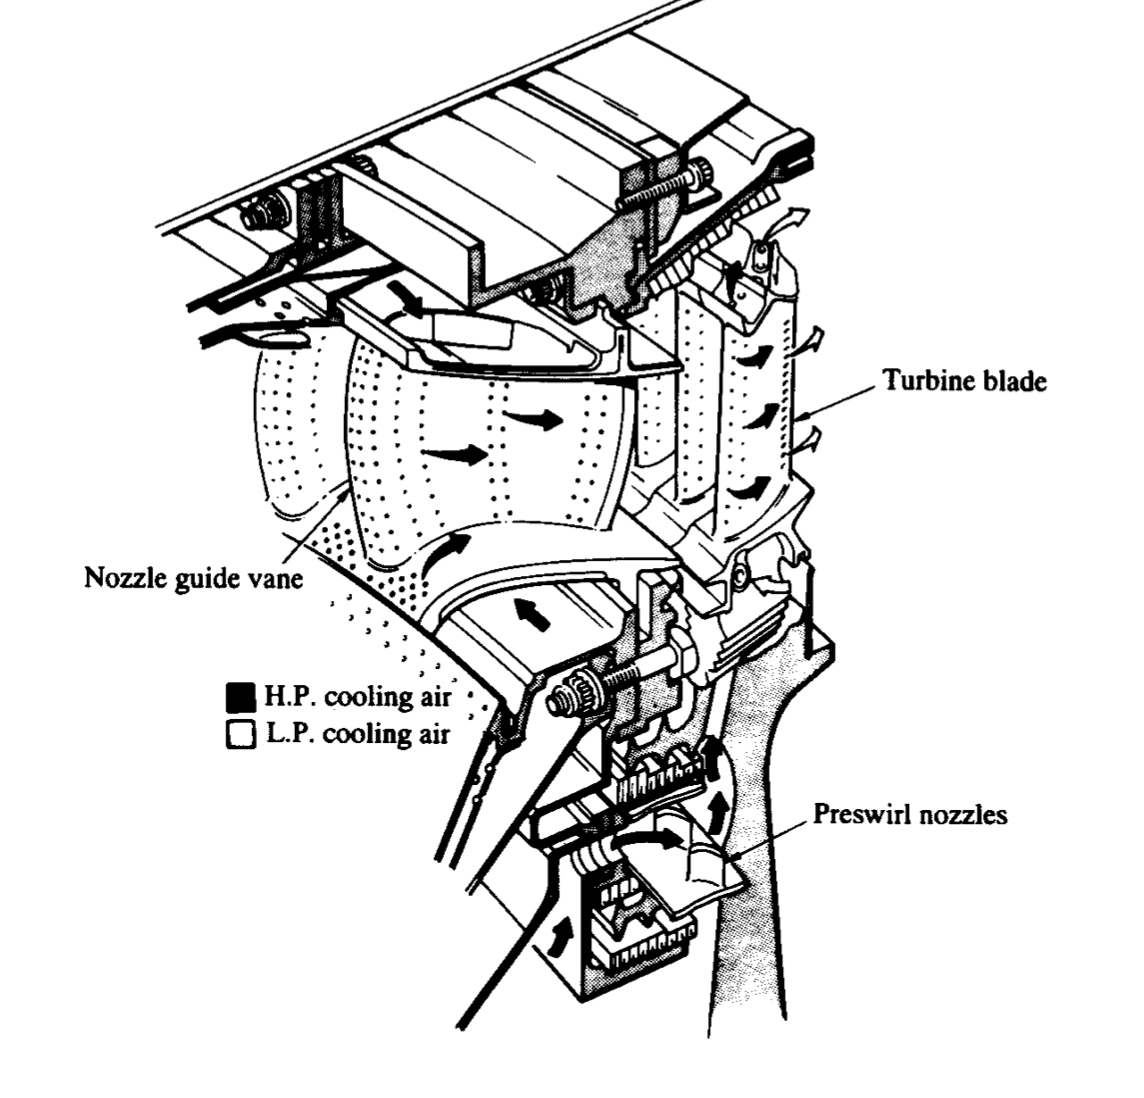 Turbine blade
Nozzle guide vane
H.P. cooling air
L.P. cooling air
Preswirl nozzles